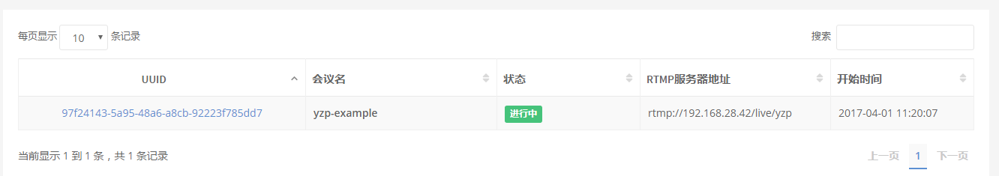 每页显示 10 条记录 搜索
UUID 会议名 状态 RTMP服务器地址 开始时间
97f24143-5a95-48a6-a8cb-92223f785dd7 yzp-example 进行中 rtmp://192.168.28.42/live/yzp 2017-04-01 11:20:07
当前显示 1 到 1 条，共 1 条记录 上一页 1 下一页